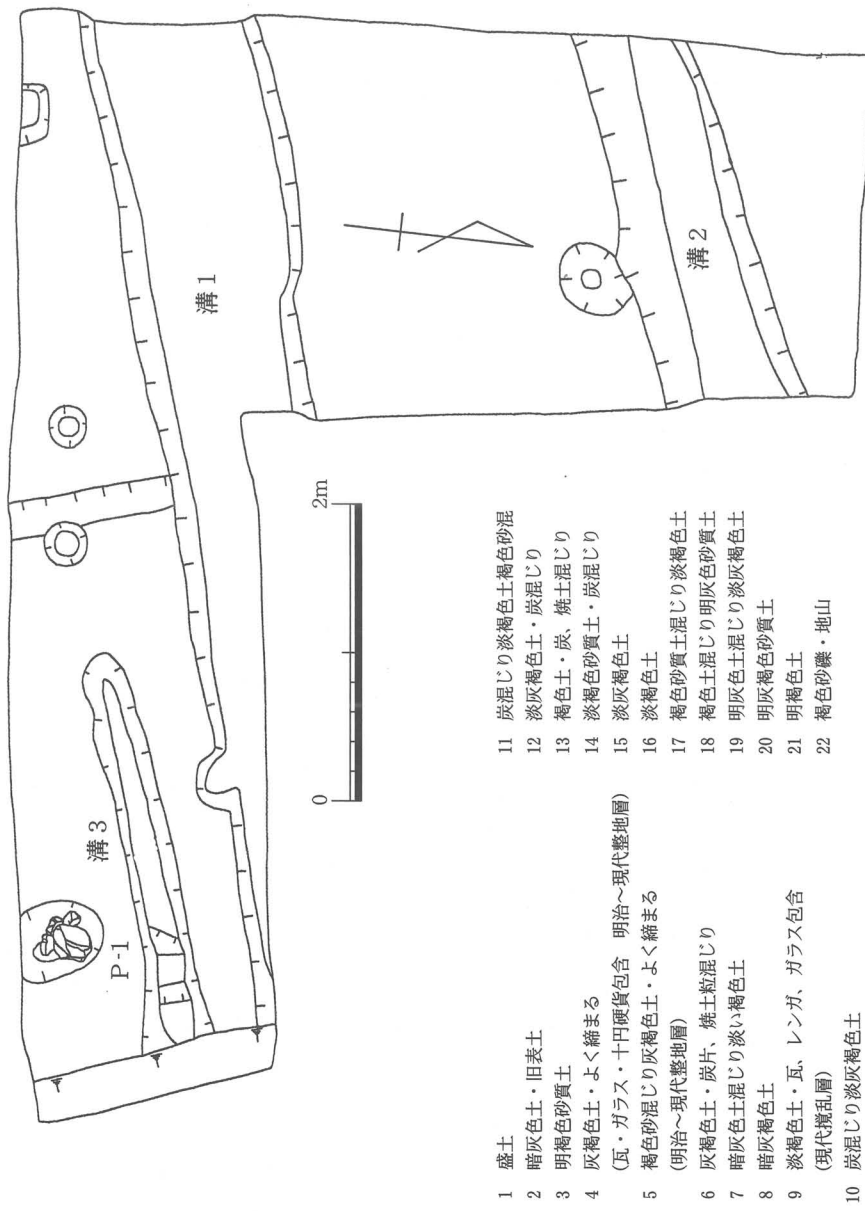 溝1
溝2
溝3
P-1
0
2m
1 盛土
2 暗灰色土・旧表土
3 明褐色砂質土
4 灰褐色土・よく締まる
(瓦・ガラス・十円硬貨包含 明治～現代整地層)
5 褐色砂混じり灰褐色土・よく締まる
(明治～現代整地層)
6 灰褐色土・炭片、焼土粒混じり
7 暗灰色土混じり淡い褐色土
8 暗灰褐色土
9 淡褐色土・瓦、レンガ、ガラス包含
(現代撹乱層)
10 炭混じり淡灰褐色土
11 炭混じり淡褐色土褐色砂混
12 淡灰褐色土・炭混じり
13 褐色土・炭、焼土混じり
14 淡褐色砂質土・炭混じり
15 淡灰褐色土
16 淡褐色土
17 褐色砂質土混じり淡褐色土
18 褐色土混じり明灰色砂質土
19 明灰色土混じり淡灰褐色土
20 明灰褐色砂質土
21 明褐色土
22 褐色砂礫・地山